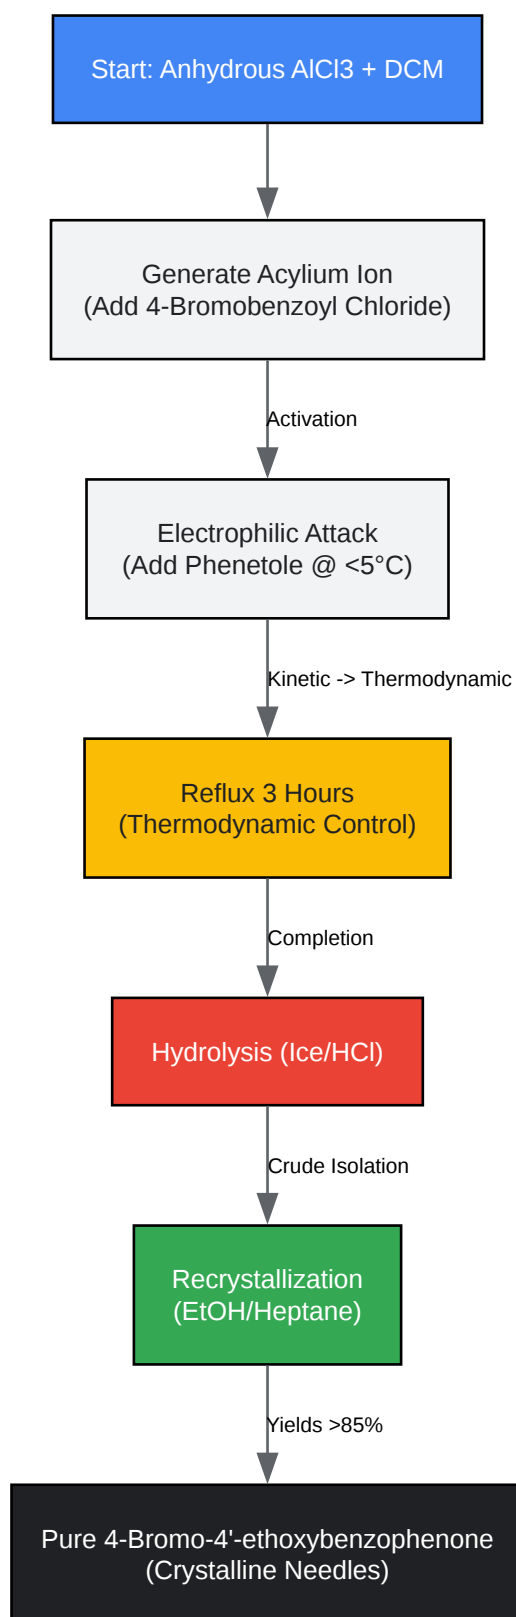 Start: Anhydrous AlCl3 + DCM
Generate Acylium Ion
(Add 4-Bromobenzoyl Chloride)
Activation
Electrophilic Attack
(Add Phenetole @ <5°C)
Kinetic -> Thermodynamic
Reflux 3 Hours
(Thermodynamic Control)
Completion
Hydrolysis (Ice/HCl)
Crude Isolation
Recrystallization
(EtOH/Heptane)
Yields >85%
Pure 4-Bromo-4'-ethoxybenzophenone
(Crystalline Needles)